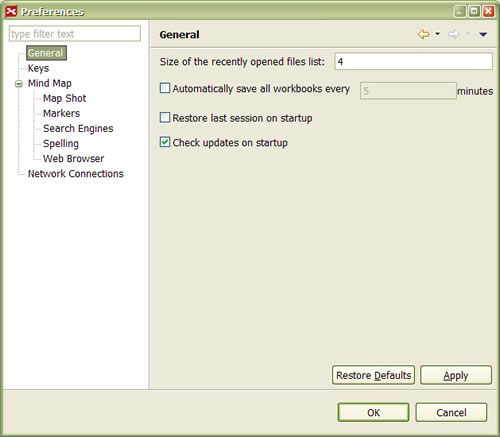 Preferences
type filter text
General
Keys
Mind Map
Map Shot
Markers
Search Engines
Spelling
Web Browser
Network Connections
General
Size of the recently opened files list: 4
Automatically save all workbooks every 5 minutes
Restore last session on startup
Check updates on startup
Restore Defaults Apply
OK Cancel